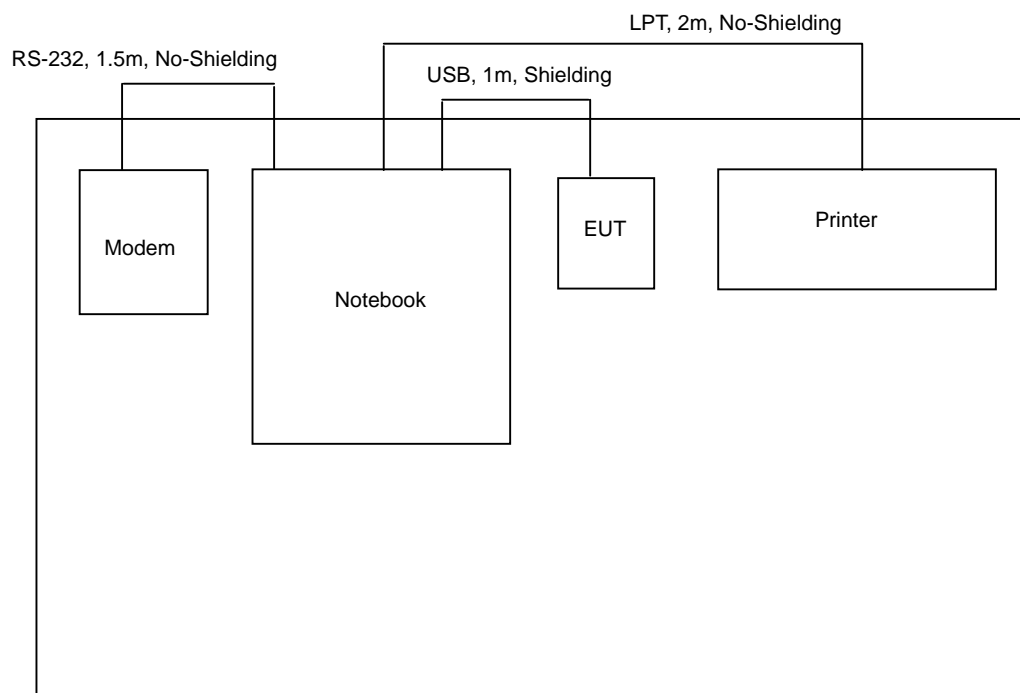 LPT, 2m, No-Shielding
RS-232, 1.5m, No-Shielding
USB, 1m, Shielding
Modem
Notebook
EUT
Printer